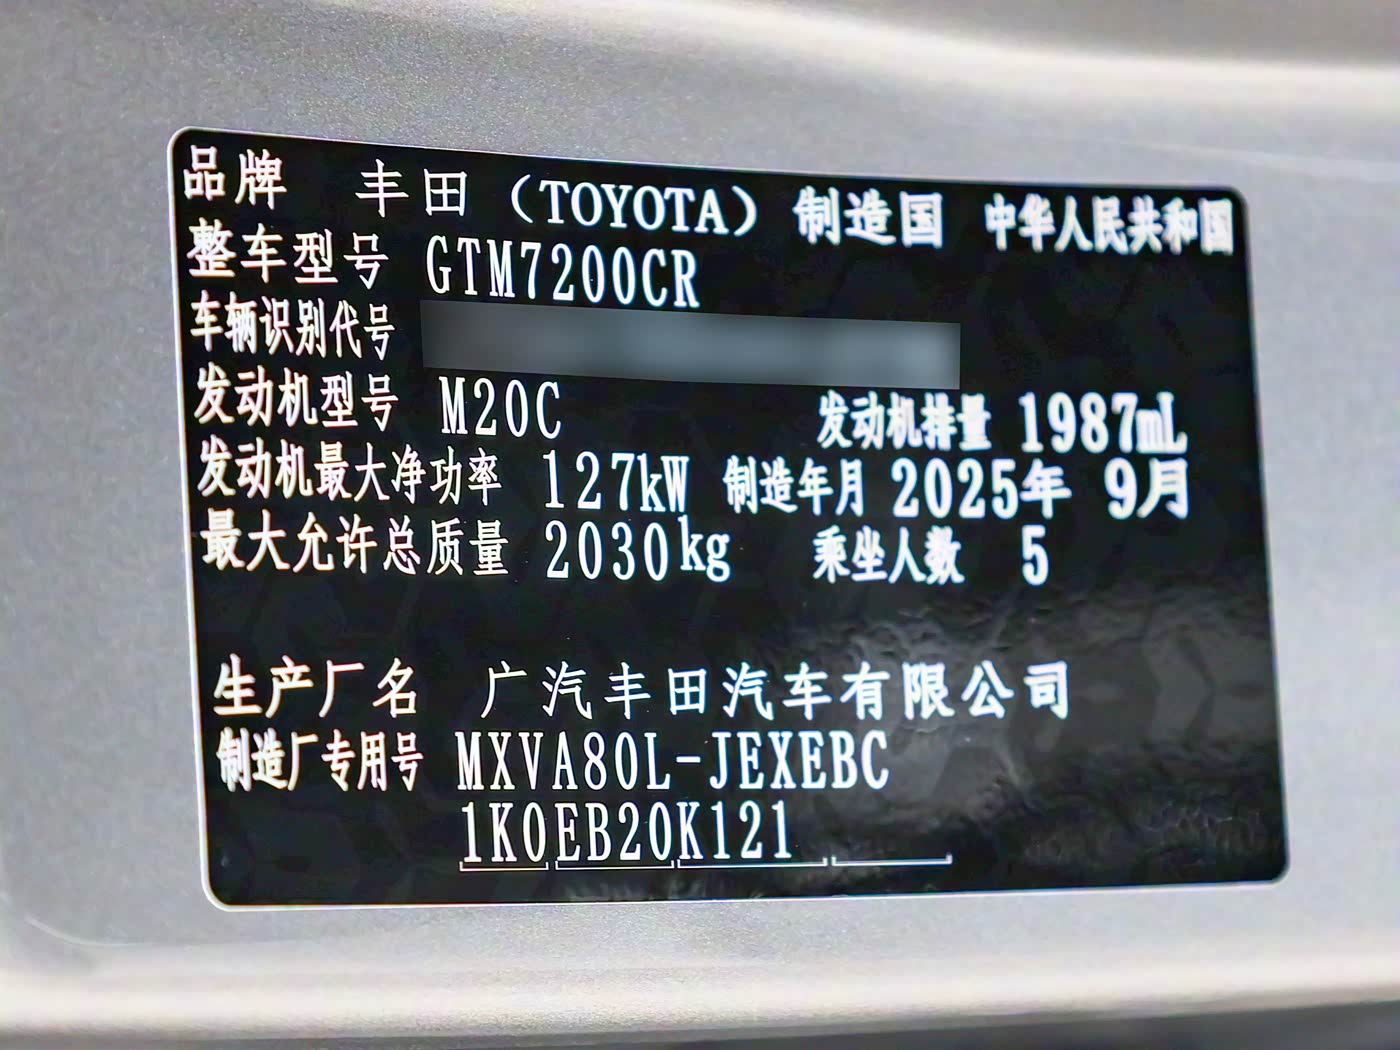 品牌 丰田（TOYOTA） 制造国 中华人民共和国
整车型号 GTM7200CR
车辆识别代号
发动机型号 M20C 发动机排量 1987mL
发动机最大净功率 127kW 制造年月 2025年 9月
最大允许总质量 2030kg 乘坐人数 5
生产厂名 广汽丰田汽车有限公司
制造厂专用号 MXVA80L-JEXEBC
1K0EB20K121